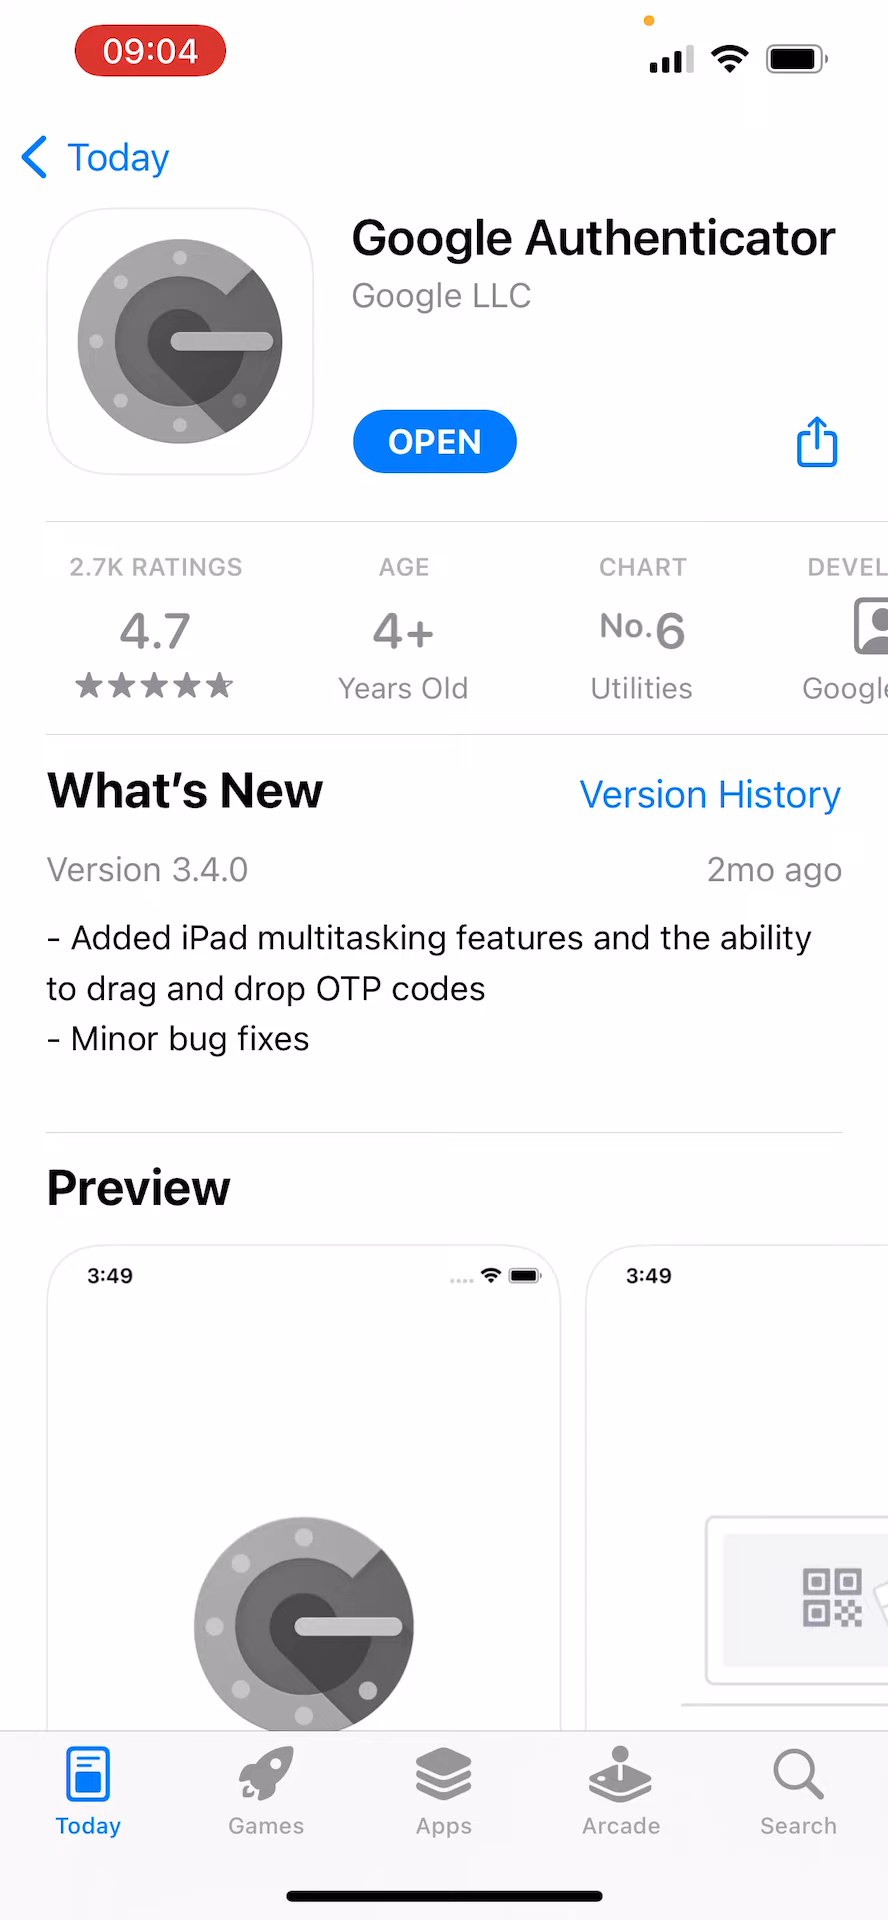 09:04
Today
Google Authenticator
Google LLC
OPEN
2.7K RATINGS
4.7
AGE
4+
Years Old
CHART
No.6
Utilities
DEVEL
Google
What's New
Version History
Version 3.4.0
2mo ago
- Added iPad multitasking features and the ability
to drag and drop OTP codes
- Minor bug fixes
Preview
3:49
3:49
Today
Games
Apps
Arcade
Search